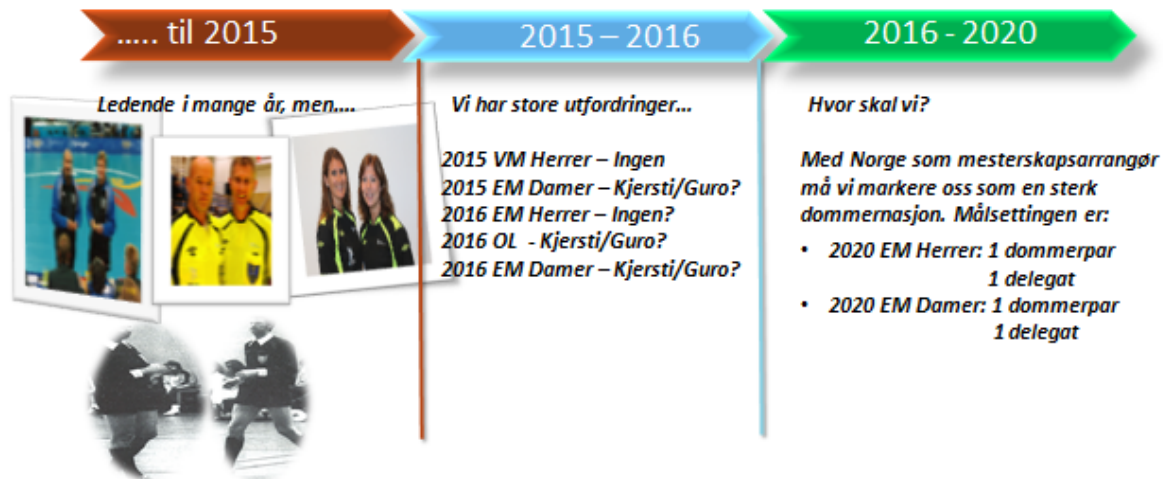 ..... til 2015
2015 – 2016
2016 - 2020
Ledende i mange år, men....
Vi har store utfordringer...
2015 VM Herrer – Ingen
2015 EM Damer – Kjersti/Guro?
2016 EM Herrer – Ingen?
2016 OL - Kjersti/Guro?
2016 EM Damer – Kjersti/Guro?
Hvor skal vi?
Med Norge som mesterskapsarrangør
må vi markere oss som en sterk
dommernasjon. Målsettingen er:
• 2020 EM Herrer: 1 dommerpar
1 delegat
• 2020 EM Damer: 1 dommerpar
1 delegat